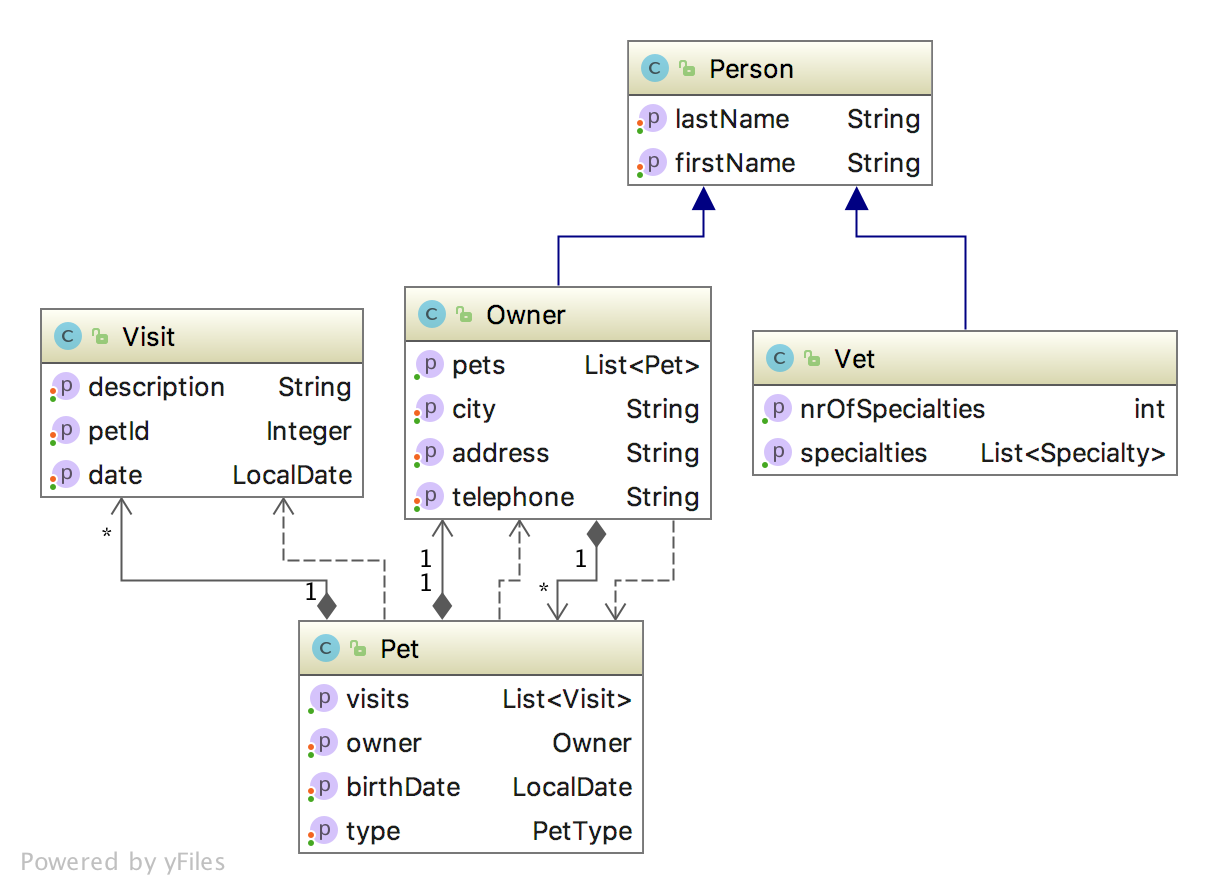 C Person
p lastName String
p firstName String
C Visit
p description String
p petId Integer
p date LocalDate
C Owner
p pets List<Pet>
p city String
p address String
p telephone String
C Vet
p nrOfSpecialties int
p specialties List<Specialty>
*
1
1
1
1
*
C Pet
p visits List<Visit>
p owner Owner
p birthDate LocalDate
p type PetType
Powered by yFiles